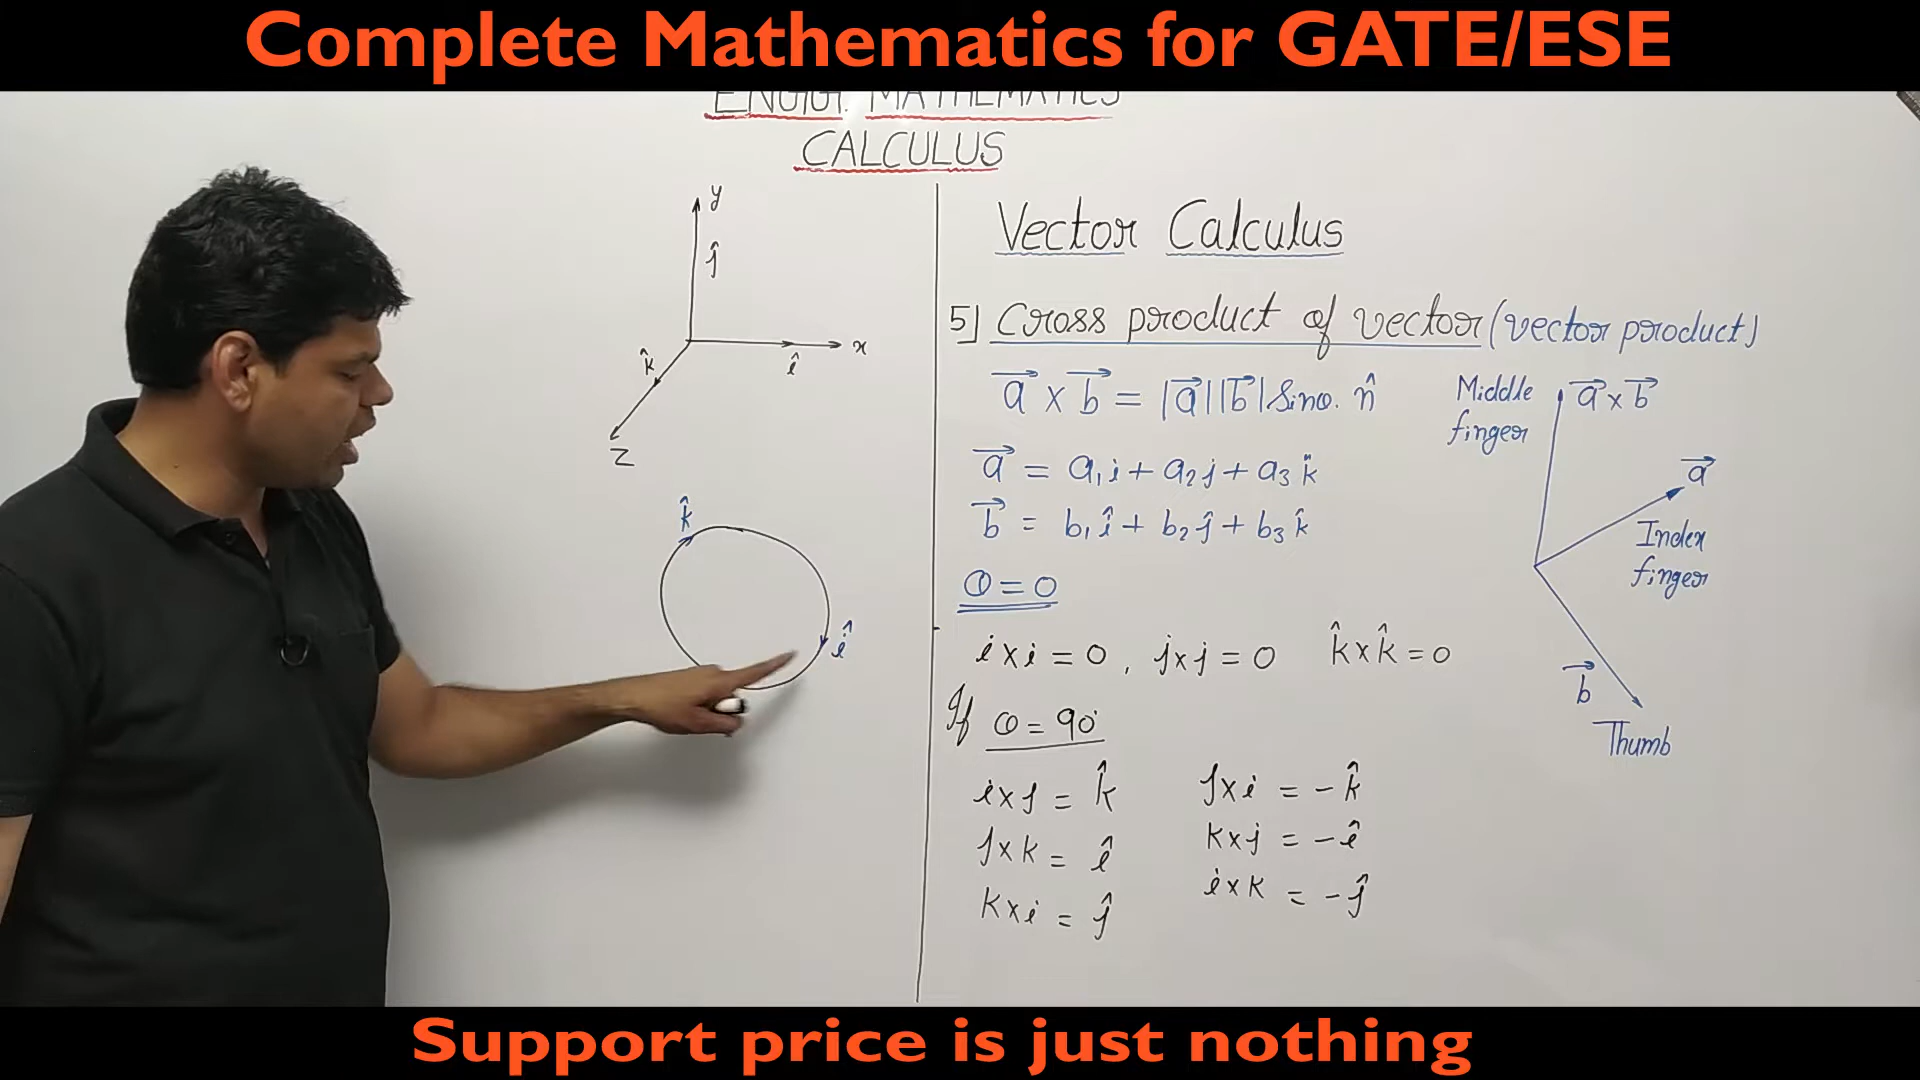 Complete Mathematics for GATE/ESE
ENGG. MATHEMATICS
CALCULUS
y
ĵ
x
î
k̂
Z
k̂
î
Vector Calculus
5] Cross product of vector (vector product)
a⃗ × b⃗ = |a⃗||b⃗| Sinθ. n̂
a⃗ = a₁i + a₂j + a₃k̂
b⃗ = b₁î + b₂ĵ + b₃k̂
θ = 0
i × i = 0, j × j = 0 k̂ × k̂ = 0
If θ = 90°
i × j = k̂ j × i = -k̂
j × k = î k × j = -î
k × i = ĵ i × k = -ĵ
Middle finger
a⃗ × b⃗
a⃗
Index finger
b⃗
Thumb
Support price is just nothing